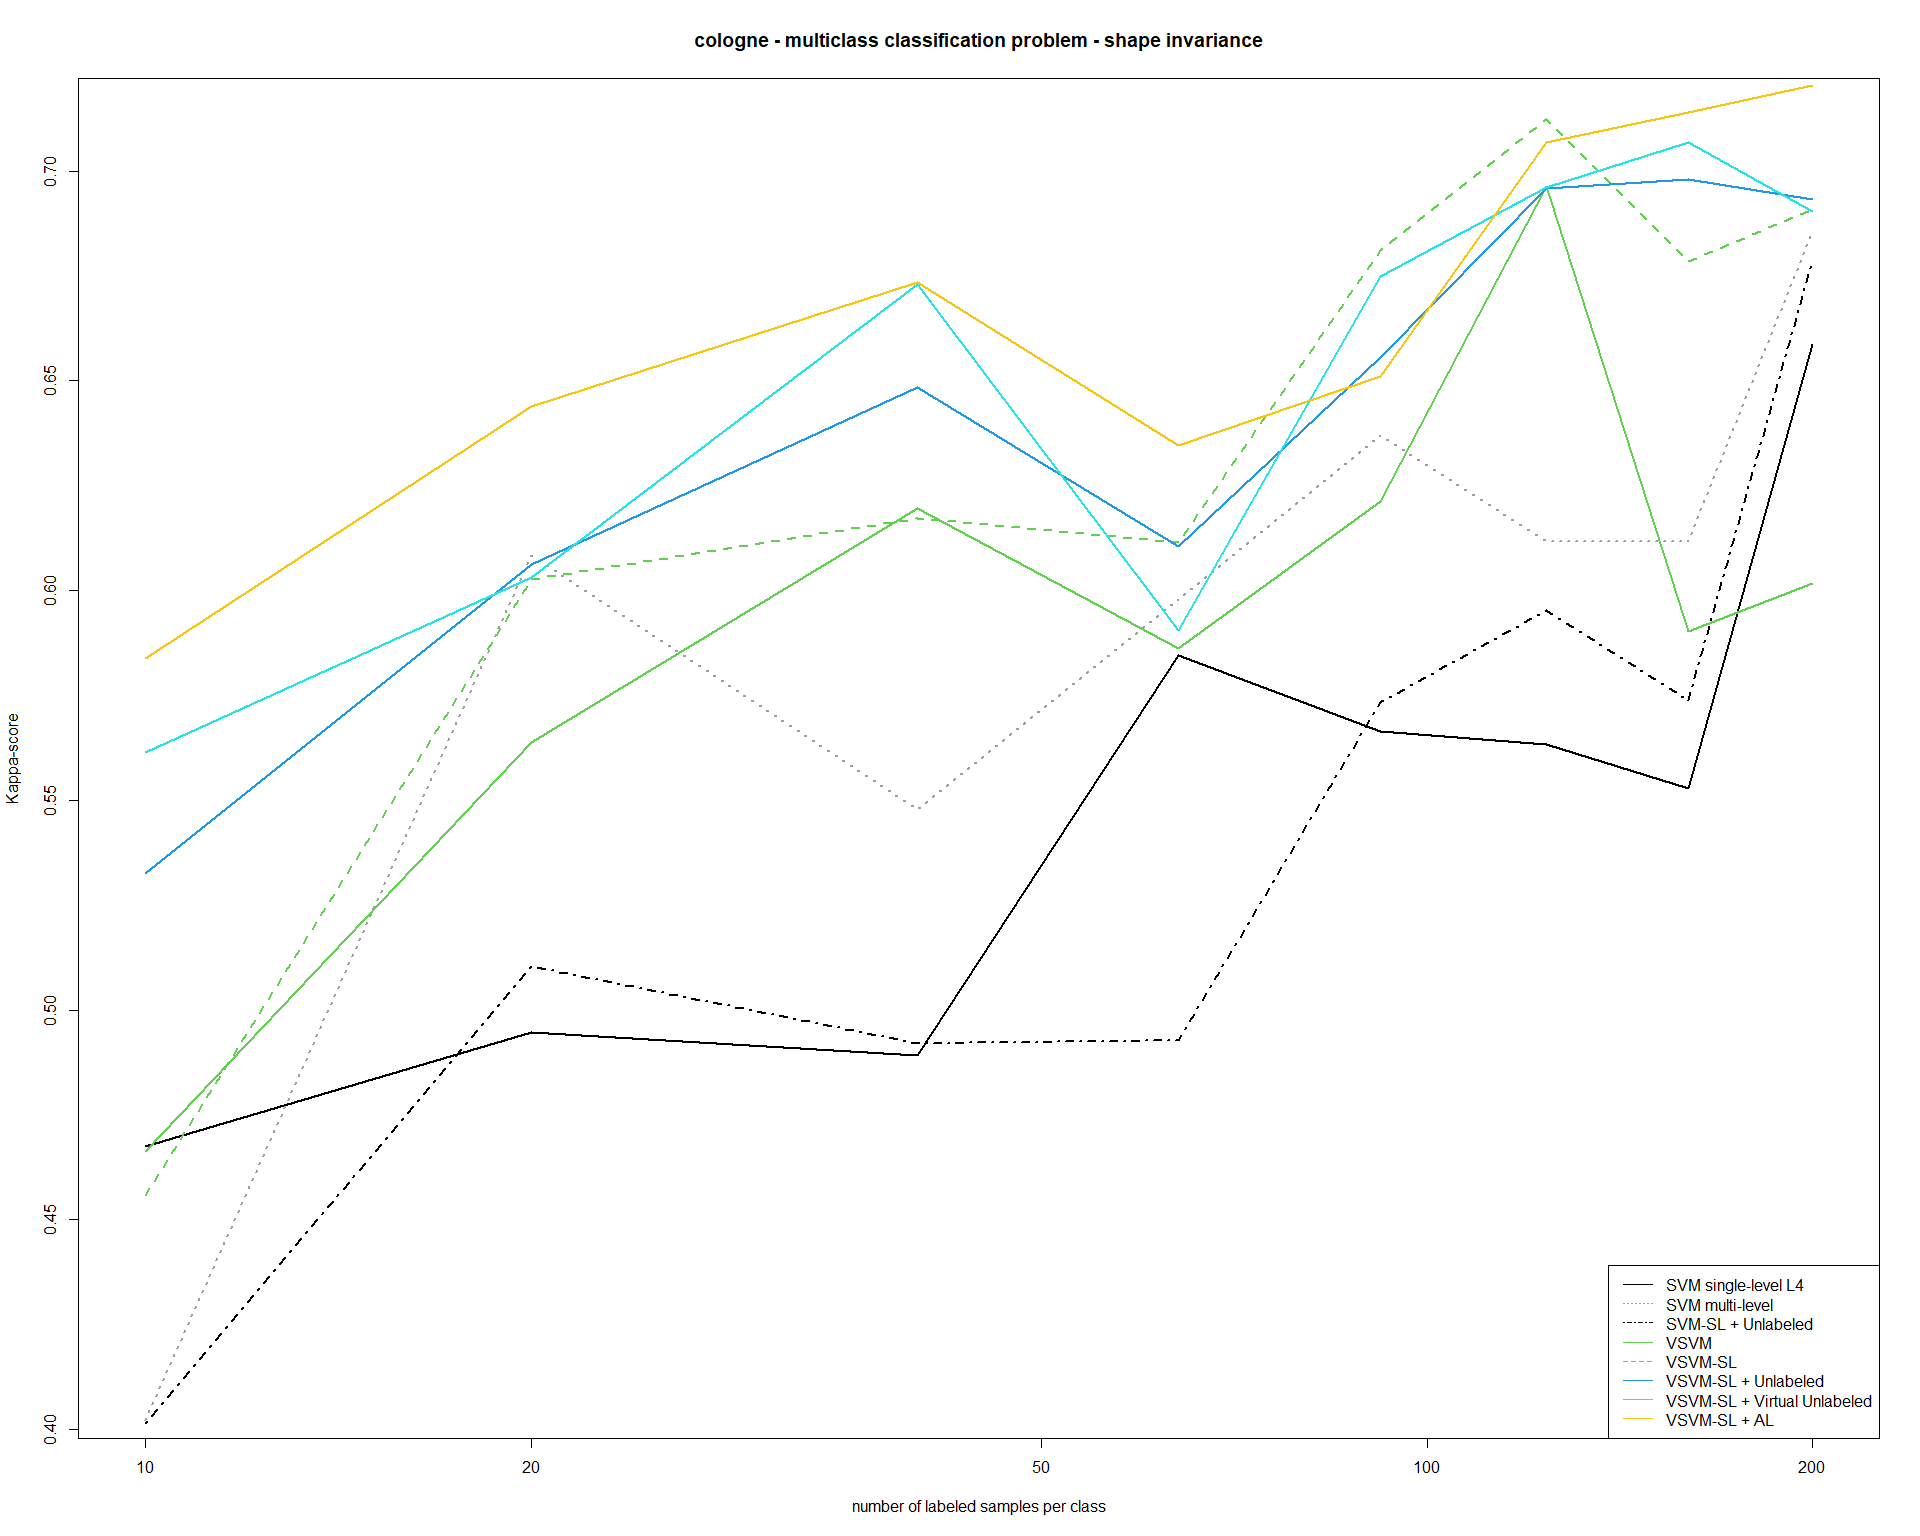 cologne - multiclass classification problem - shape invariance
Kappa-score
0.70
0.65
0.60
0.55
0.50
0.45
0.40
10 20 50 100 200
number of labeled samples per class
SVM single-level L4
SVM multi-level
SVM-SL + Unlabeled
VSVM
VSVM-SL
VSVM-SL + Unlabeled
VSVM-SL + Virtual Unlabeled
VSVM-SL + AL